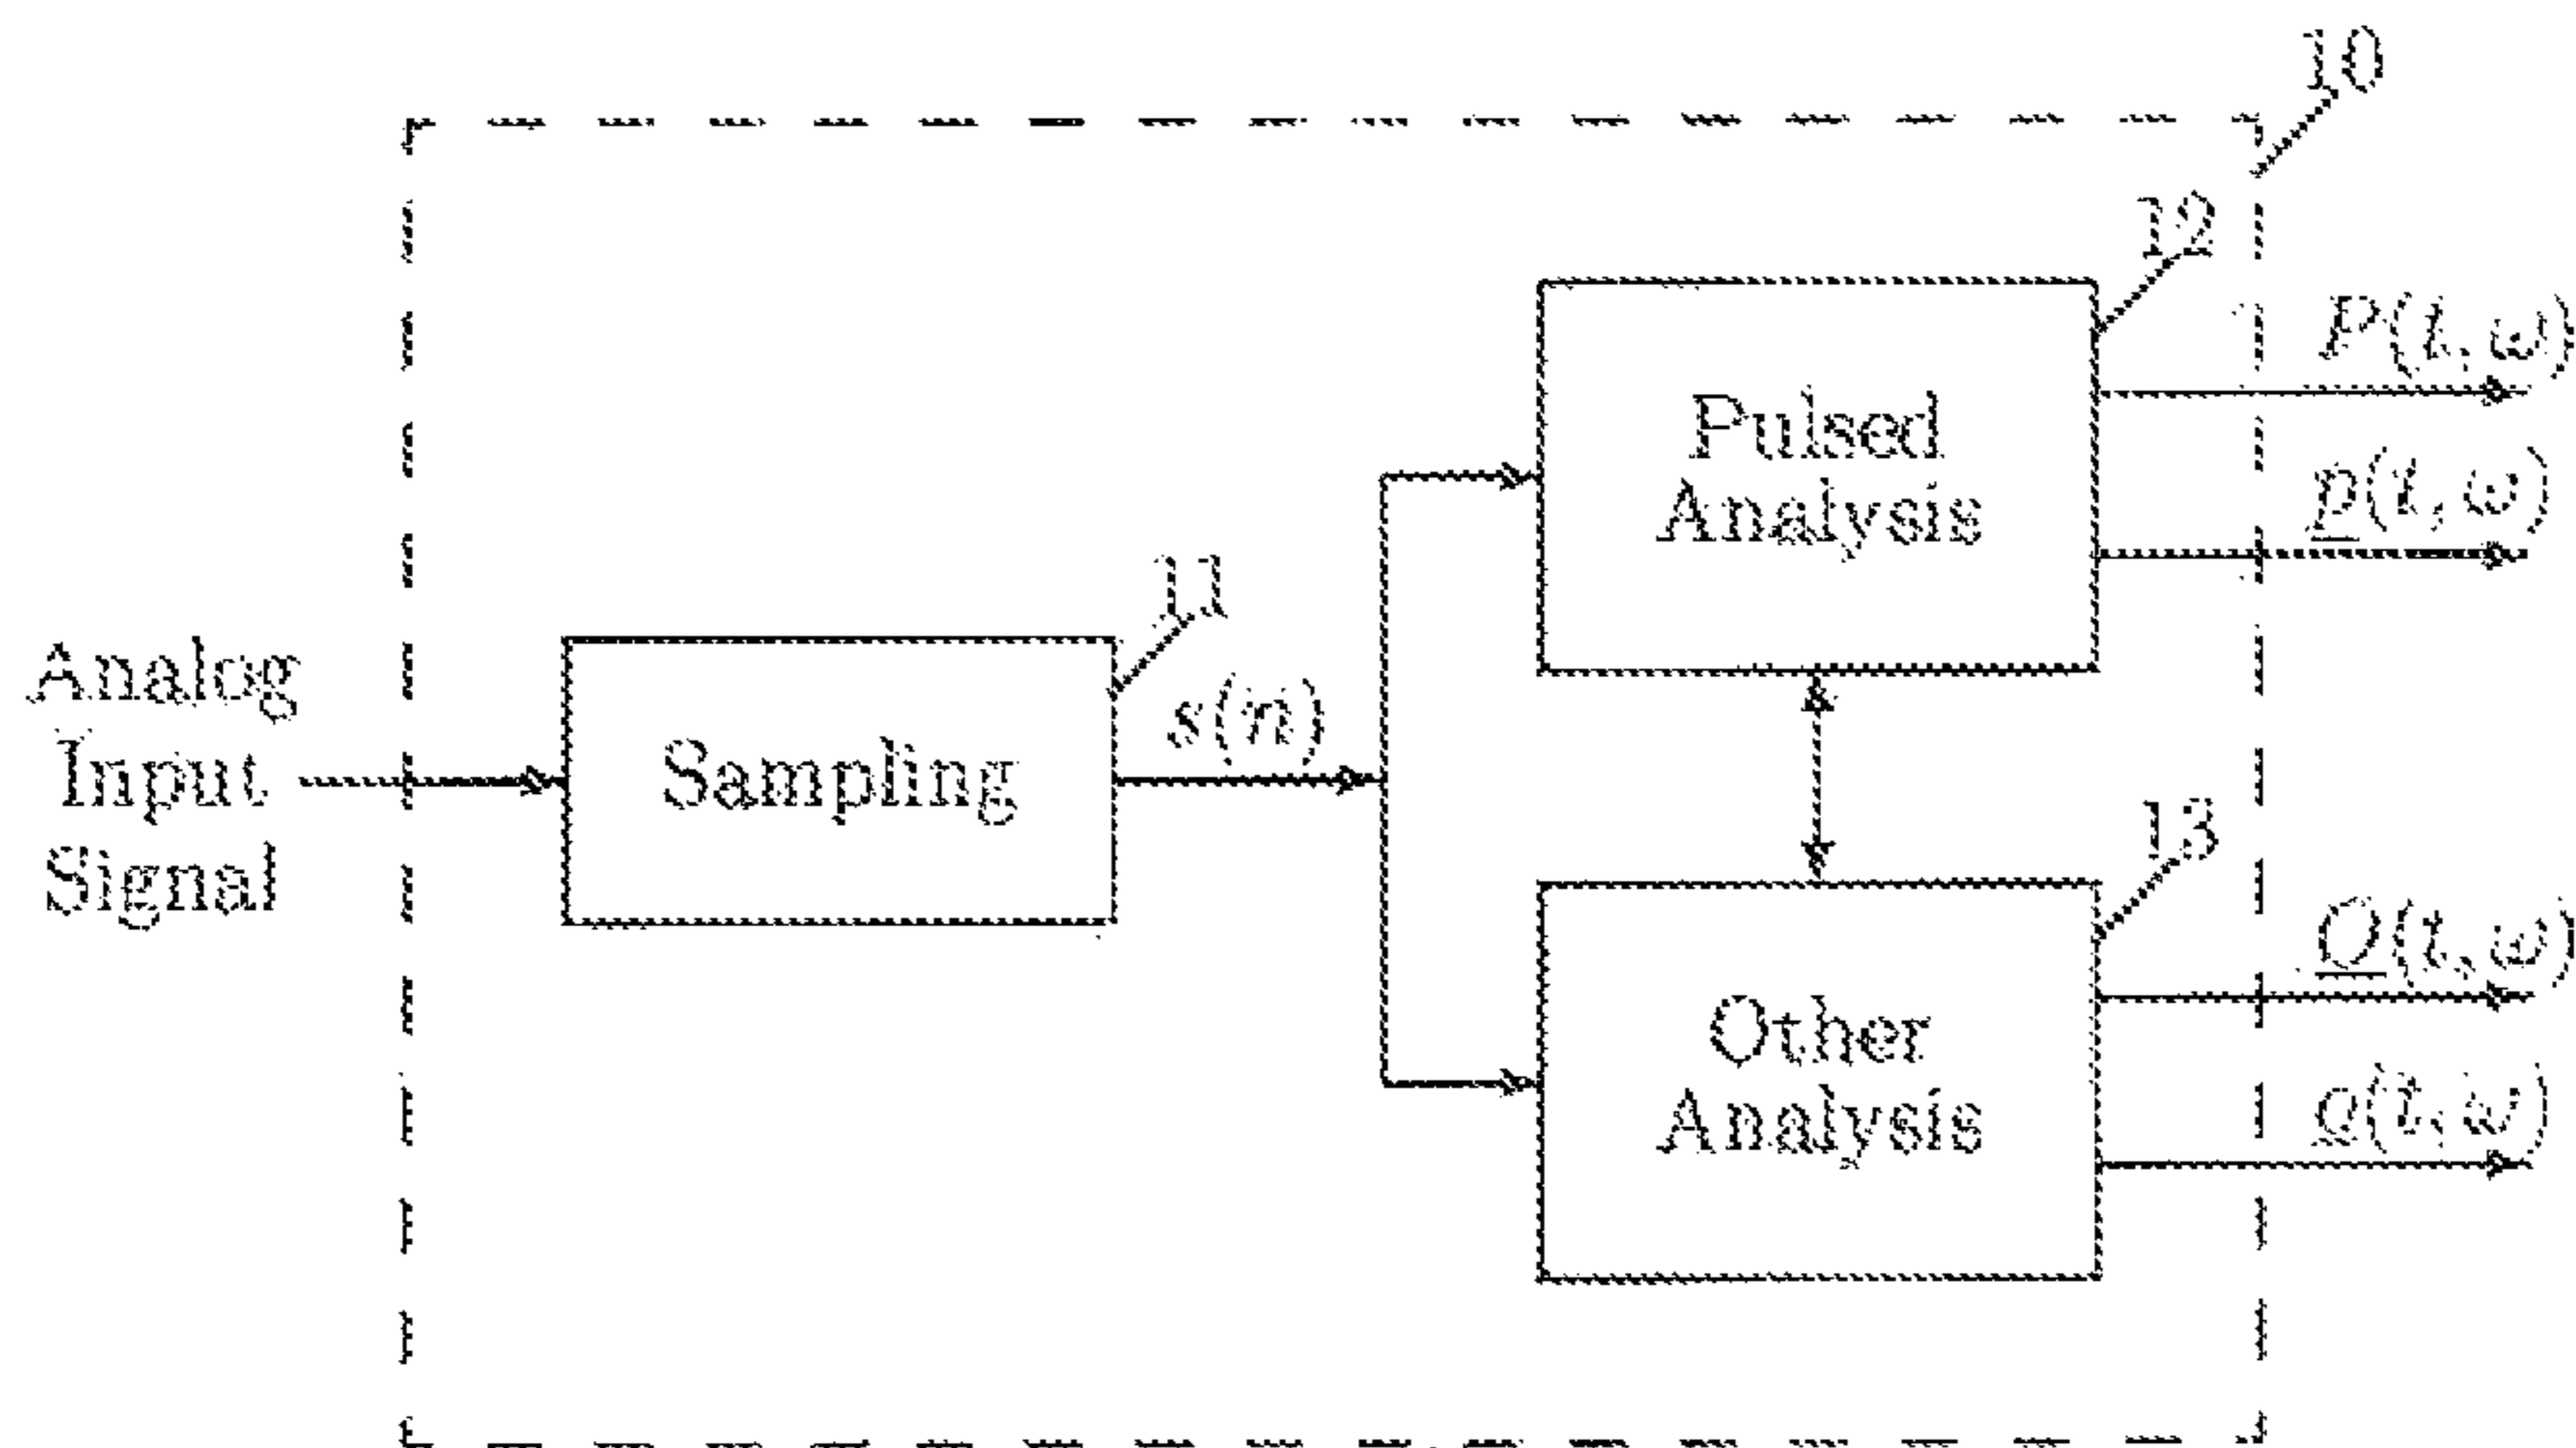 10
12
P(t, ω)
Pulsed
Analysis
p(t, ω)
11
Analog
Input
Signal
Sampling
s(n)
13
O(t, ω)
Other
Analysis
o(t, ω)